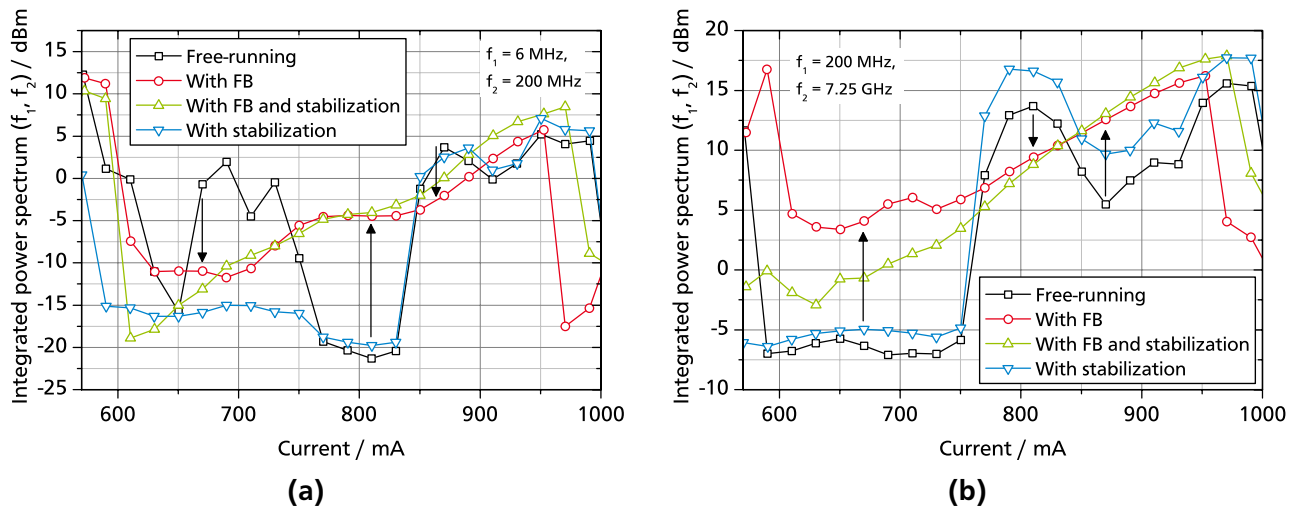 Integrated power spectrum (f₁, f₂) / dBm
15
10
5
0
-5
-10
-15
-20
-25
Free-running
With FB
With FB and stabilization
With stabilization
f₁ = 6 MHz,
f₂ = 200 MHz
600
700
800
900
1000
Current / mA
(a)
Integrated power spectrum (f₁, f₂) / dBm
20
15
10
5
0
-5
-10
f₁ = 200 MHz,
f₂ = 7.25 GHz
Free-running
With FB
With FB and stabilization
With stabilization
600
700
800
900
1000
Current / mA
(b)